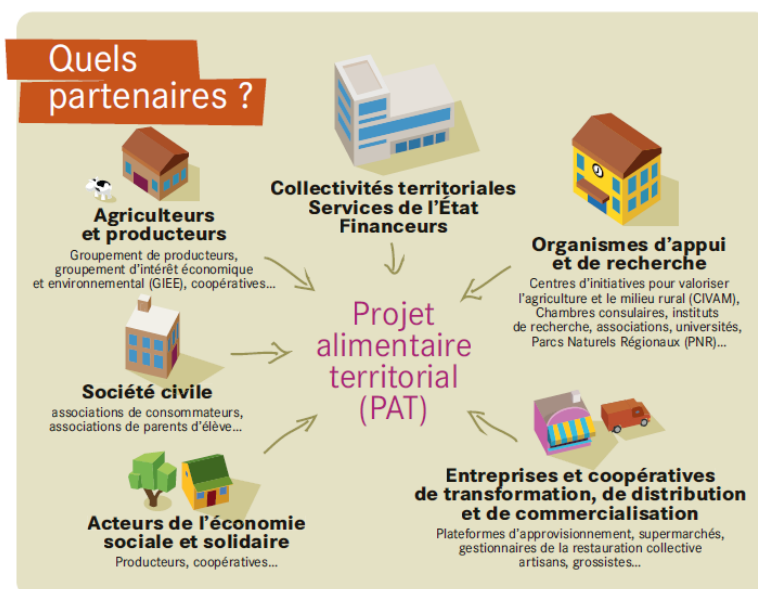 Quels
partenaires ?
Collectivités territoriales
Services de l'État
Financeurs
Agriculteurs
et producteurs
Groupement de producteurs,
groupement d'intérêt économique
et environnemental (GIEE), coopératives...
Organismes d'appui
et de recherche
Centres d'initiatives pour valoriser
l'agriculture et le milieu rural (CIVAM),
Chambres consulaires, instituts
de recherche, associations, universités,
Parcs Naturels Régionaux (PNR)...
Projet
alimentaire
territorial
(PAT)
Société civile
associations de consommateurs,
associations de parents d'élève...
Acteurs de l'économie
sociale et solidaire
Producteurs, coopératives...
Entreprises et coopératives
de transformation, de distribution
et de commercialisation
Plateformes d'approvisionnement, supermarchés,
gestionnaires de la restauration collective
artisans, grossistes...